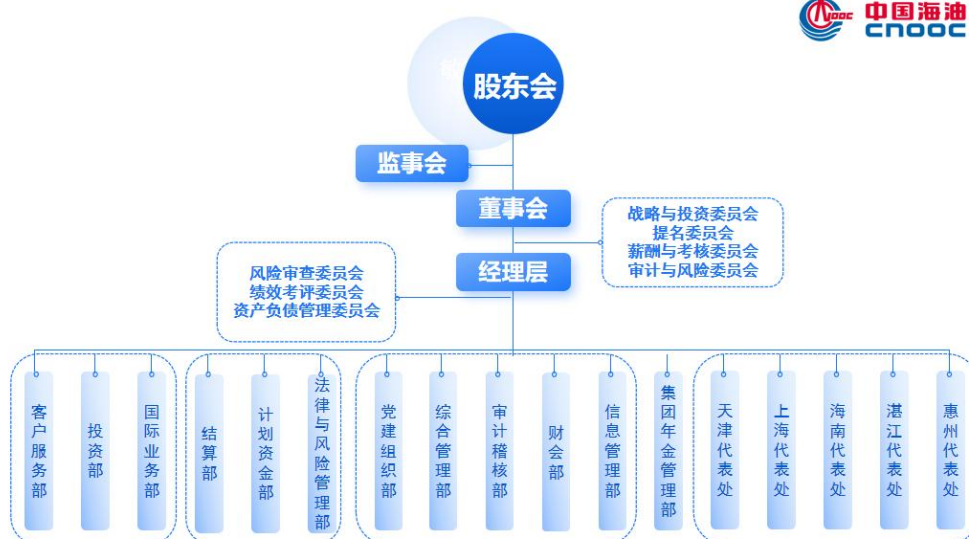 中国海油
CNOOC
股东会
监事会
董事会
战略与投资委员会
提名委员会
薪酬与考核委员会
审计与风险委员会
经理层
风险审查委员会
绩效考评委员会
资产负债管理委员会
客户服务部
投资部
国际业务部
结算部
计划资金部
法律与风险管理部
党建组织部
综合管理部
审计稽核部
财会部
信息管理部
集团年金管理部
天津代表处
上海代表处
海南代表处
湛江代表处
惠州代表处